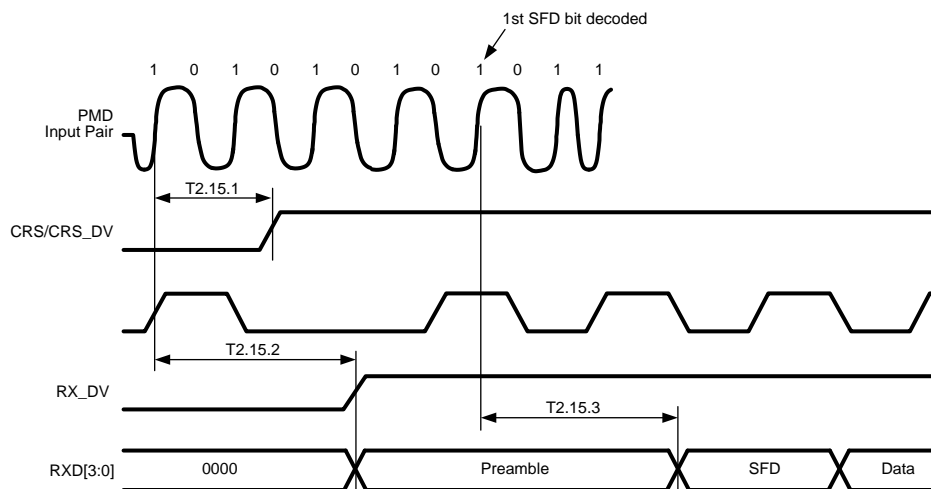 1st SFD bit decoded
1 0 1 0 1 0 1 0 1 0 1 1
PMD
Input Pair
T2.15.1
CRS/CRS_DV
T2.15.2
RX_DV
T2.15.3
RXD[3:0] 0000 Preamble SFD Data